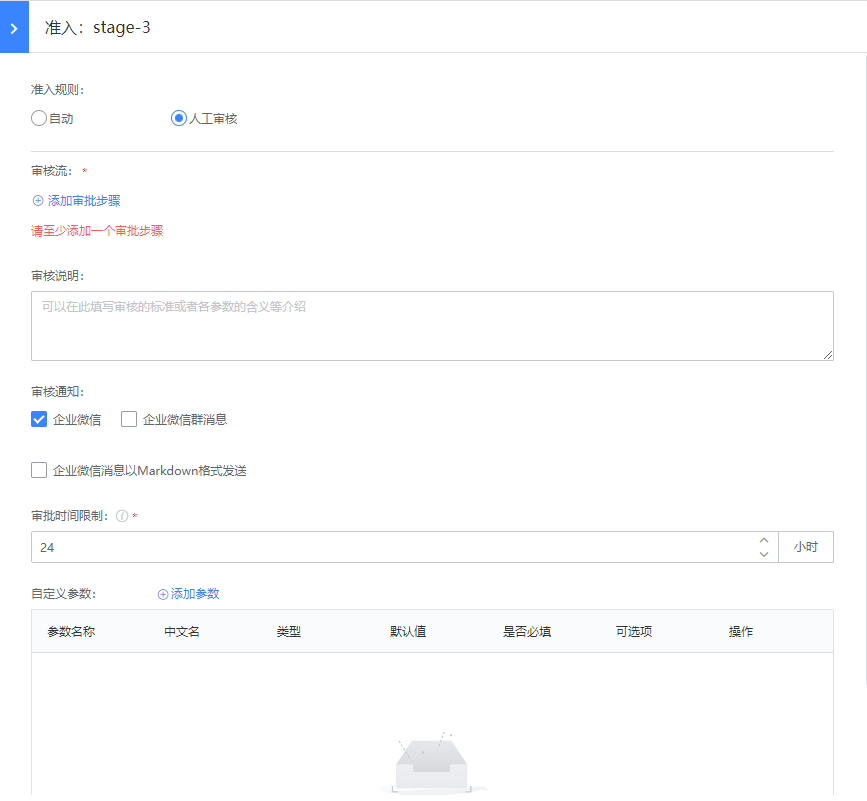 准入：stage-3
准入规则：
自动 人工审核
审核流： *
添加审批步骤
请至少添加一个审批步骤
审核说明：
可以在此填写审核的标准或者各参数的含义等介绍
审核通知：
企业微信 企业微信群消息
企业微信消息以Markdown格式发送
审批时间限制： *
24 小时
自定义参数： 添加参数
参数名称 中文名 类型 默认值 是否必填 可选项 操作